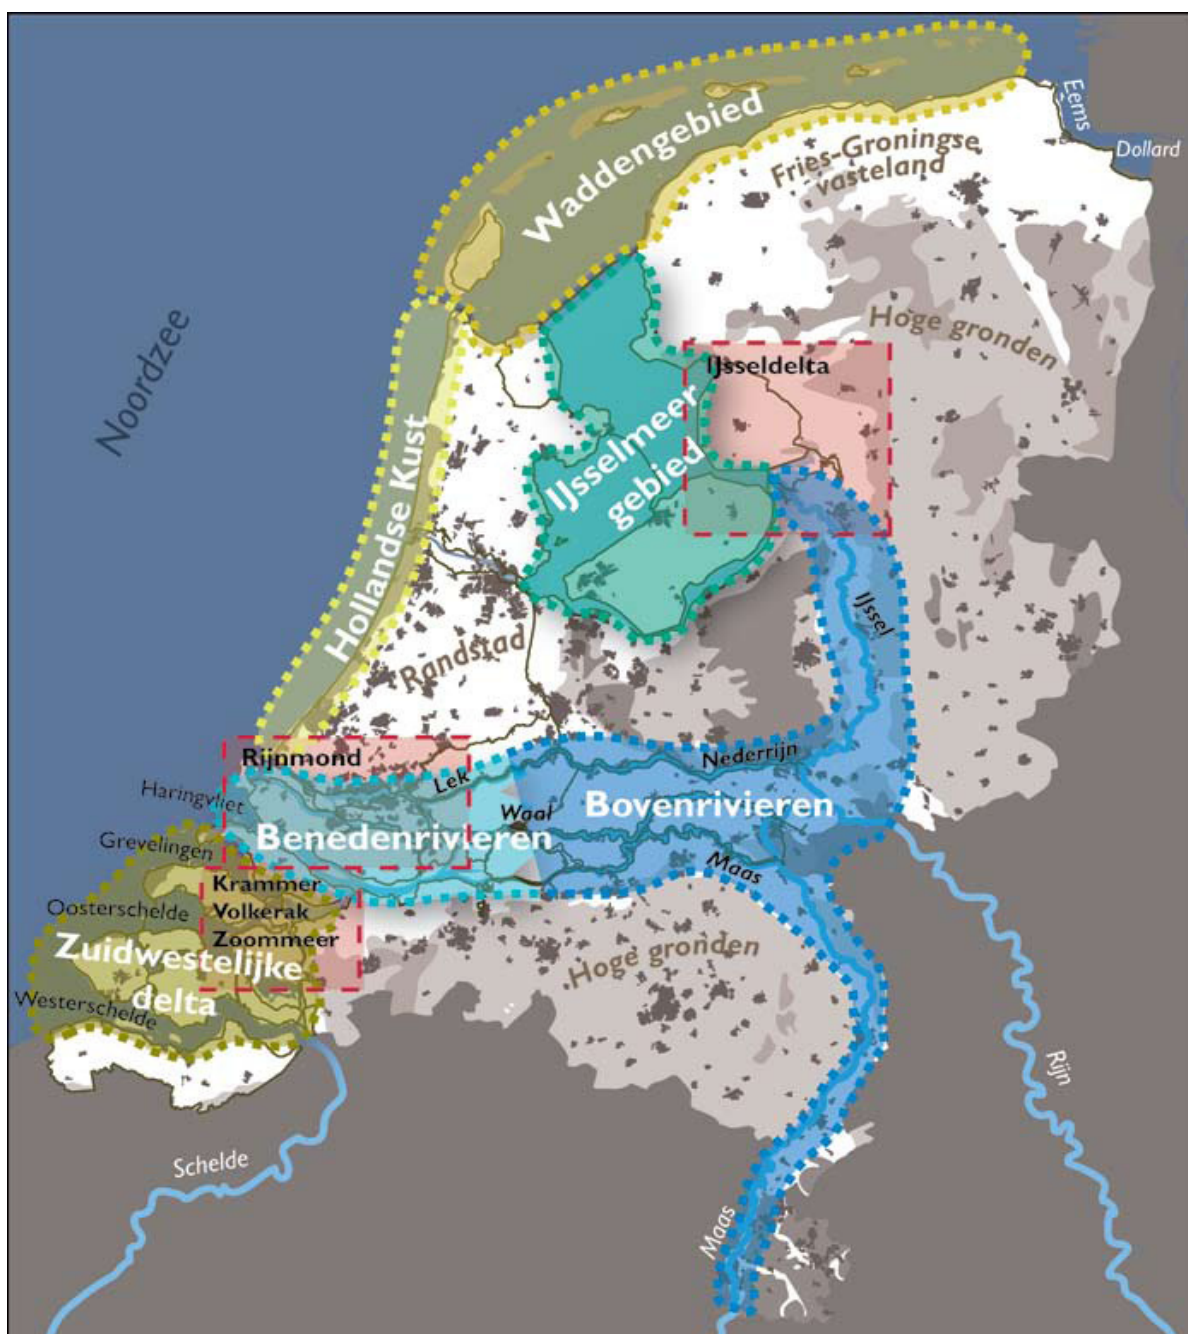 Eems
Dollard
Waddengebied
Fries-Groningse
vasteland
Noordzee
Hoge gronden
IJsseldelta
IJsselmeer
gebied
Hollandse Kust
IJssel
Randstad
Rijnmond
Nederrijn
Lek
Haringvliet
Waal
Bovenrivieren
Benedenrivieren
Grevelingen
Maas
Krammer
Volkerak
Zoommeer
Oosterschelde
Zuidwestelijke
delta
Westerschelde
Hoge gronden
Rijn
Schelde
Maas